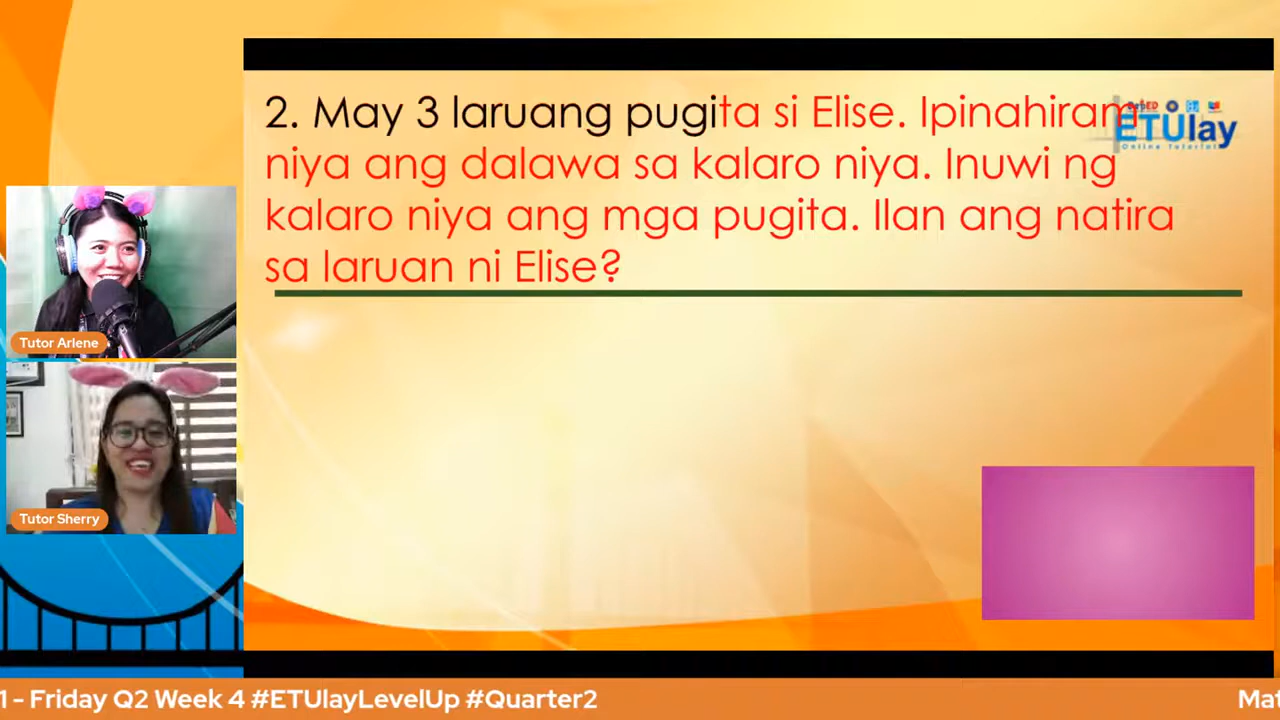 2. May 3 laruang pugita si Elise. Ipinahiram
niya ang dalawa sa kalaro niya. Inuwi ng
kalaro niya ang mga pugita. Ilan ang natira
sa laruan ni Elise?
DepED
ETUlay
Online Tutorial
Tutor Arlene
Tutor Sherry
1 - Friday Q2 Week 4 #ETUlayLevelUp #Quarter2
Mat